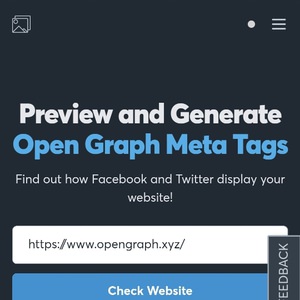 Preview and Generate
Open Graph Meta Tags
Find out how Facebook and Twitter display your
website!
https://www.opengraph.xyz/
FEEDBACK
Check Website